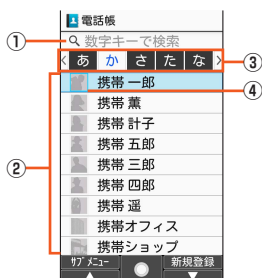 電話帳
① 数字キーで検索
あ か さ た な ③
携帯 一郎
④
携帯 薫
携帯 計子
携帯 五郎
② 携帯 三郎
携帯 四郎
携帯 遥
携帯オフィス
携帯ショップ
サブメニュー 新規登録